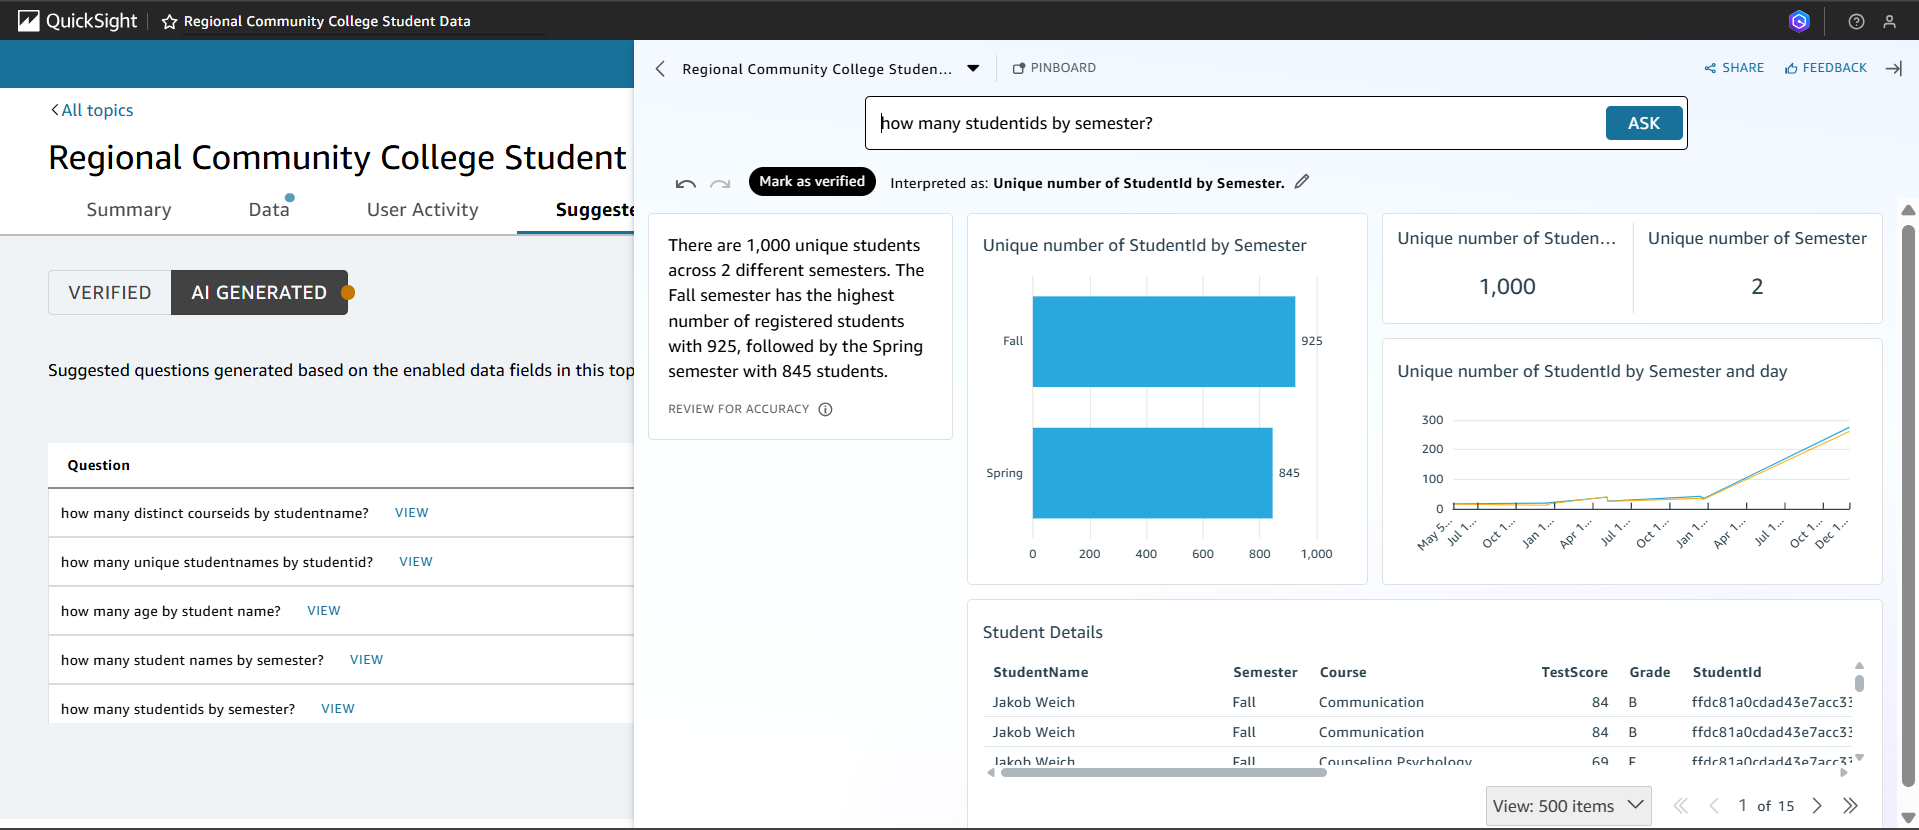 QuickSight
Regional Community College Student Data
All topics
Regional Community College Student
Summary
Data
User Activity
Suggeste
VERIFIED
AI GENERATED
Suggested questions generated based on the enabled data fields in this top
Question
how many distinct courseids by studentname? VIEW
how many unique studentnames by studentid? VIEW
how many age by student name? VIEW
how many student names by semester? VIEW
how many studentids by semester? VIEW
Regional Community College Studen...
PINBOARD
SHARE
FEEDBACK
how many studentids by semester?
ASK
Mark as verified
Interpreted as: Unique number of StudentId by Semester.
There are 1,000 unique students
across 2 different semesters. The
Fall semester has the highest
number of registered students
with 925, followed by the Spring
semester with 845 students.
REVIEW FOR ACCURACY
Unique number of StudentId by Semester
Fall
925
Spring
845
0 200 400 600 800 1,000
Unique number of Studen...
1,000
Unique number of Semester
2
Unique number of StudentId by Semester and day
300
200
100
0
May 5... Jul 1... Oct 1... Jan 1... Apr 1... Jul 1... Oct 1... Jan 1... Apr 1... Jul 1... Oct 1... Dec 1...
Student Details
StudentName Semester Course TestScore Grade StudentId
Jakob Weich Fall Communication 84 B ffdc81a0cdad43e7acc33
Jakob Weich Fall Communication 84 B ffdc81a0cdad43e7acc33
Jakob Weich Fall Counseling Psychology 69 F ffdc81a0cdad43e7acc33
View: 500 items
1 of 15